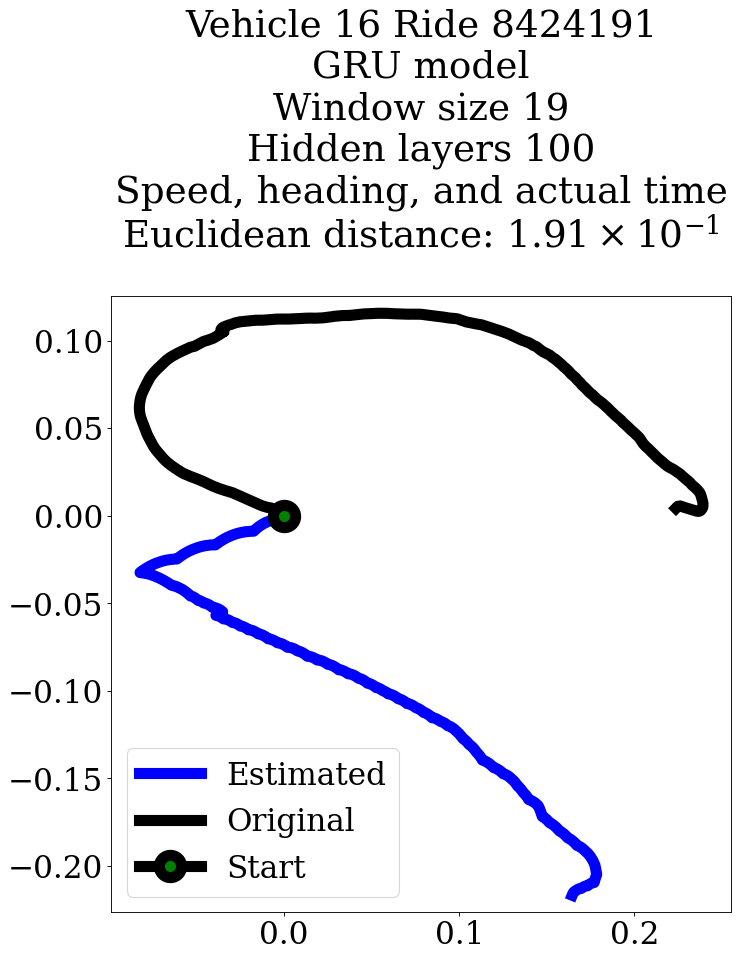 Vehicle 16 Ride 8424191
GRU model
Window size 19
Hidden layers 100
Speed, heading, and actual time
Euclidean distance: 1.91 × 10⁻¹
0.10
0.05
0.00
−0.05
−0.10
−0.15
−0.20
Estimated
Original
Start
0.0
0.1
0.2